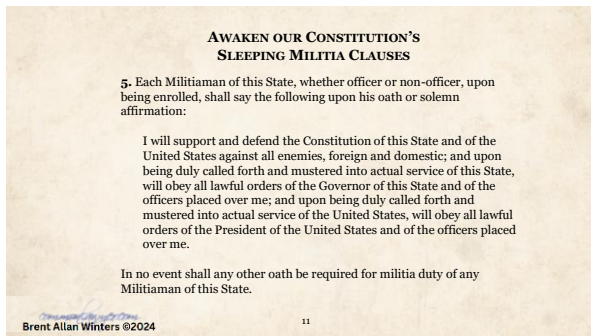 AWAKEN OUR CONSTITUTION'S
SLEEPING MILITIA CLAUSES
5. Each Militiaman of this State, whether officer or non-officer, upon
being enrolled, shall say the following upon his oath or solemn
affirmation:
I will support and defend the Constitution of this State and of the
United States against all enemies, foreign and domestic; and upon
being duly called forth and mustered into actual service of this State,
will obey all lawful orders of the Governor of this State and of the
officers placed over me; and upon being duly called forth and
mustered into actual service of the United States, will obey all lawful
orders of the President of the United States and of the officers placed
over me.
In no event shall any other oath be required for militia duty of any
Militiaman of this State.
Brent Allan Winters ©2024
11